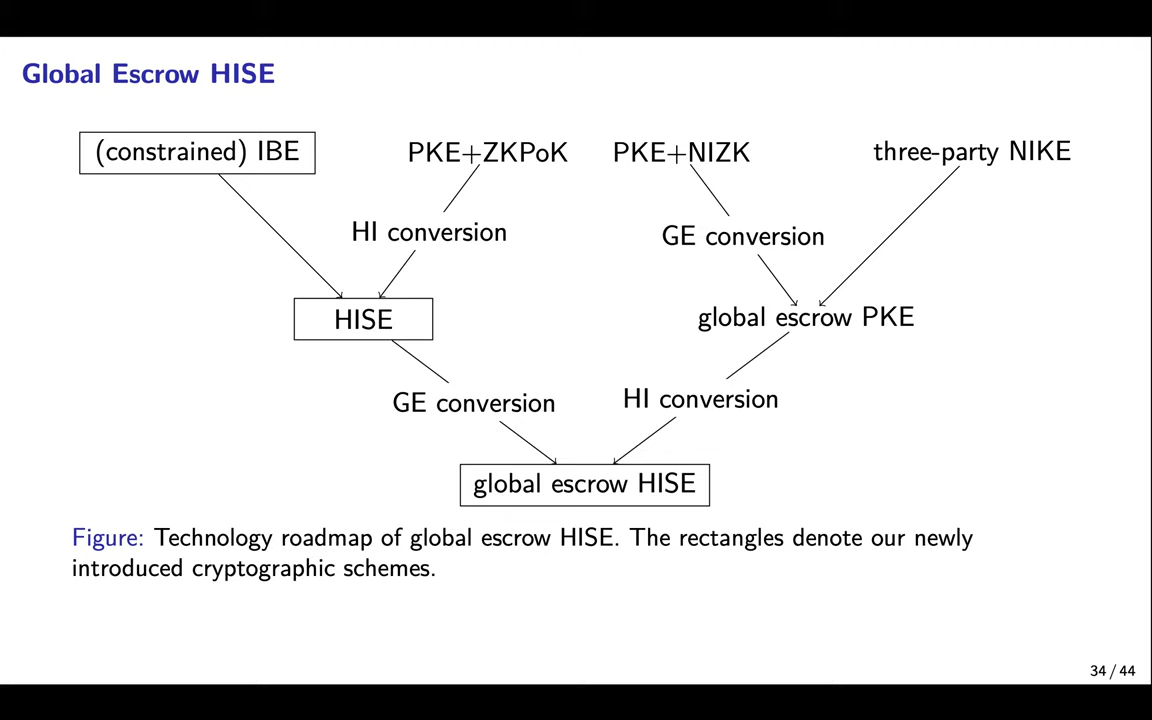 Global Escrow HISE
(constrained) IBE
PKE+ZKPoK
PKE+NIZK
three-party NIKE
HI conversion
GE conversion
HISE
global escrow PKE
GE conversion
HI conversion
global escrow HISE
Figure: Technology roadmap of global escrow HISE. The rectangles denote our newly
introduced cryptographic schemes.
34 / 44